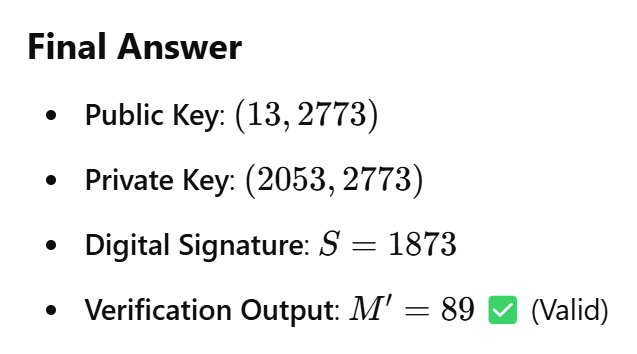 Final Answer
• Public Key: (13, 2773)
• Private Key: (2053, 2773)
• Digital Signature: S = 1873
• Verification Output: M′ = 89 ✅ (Valid)